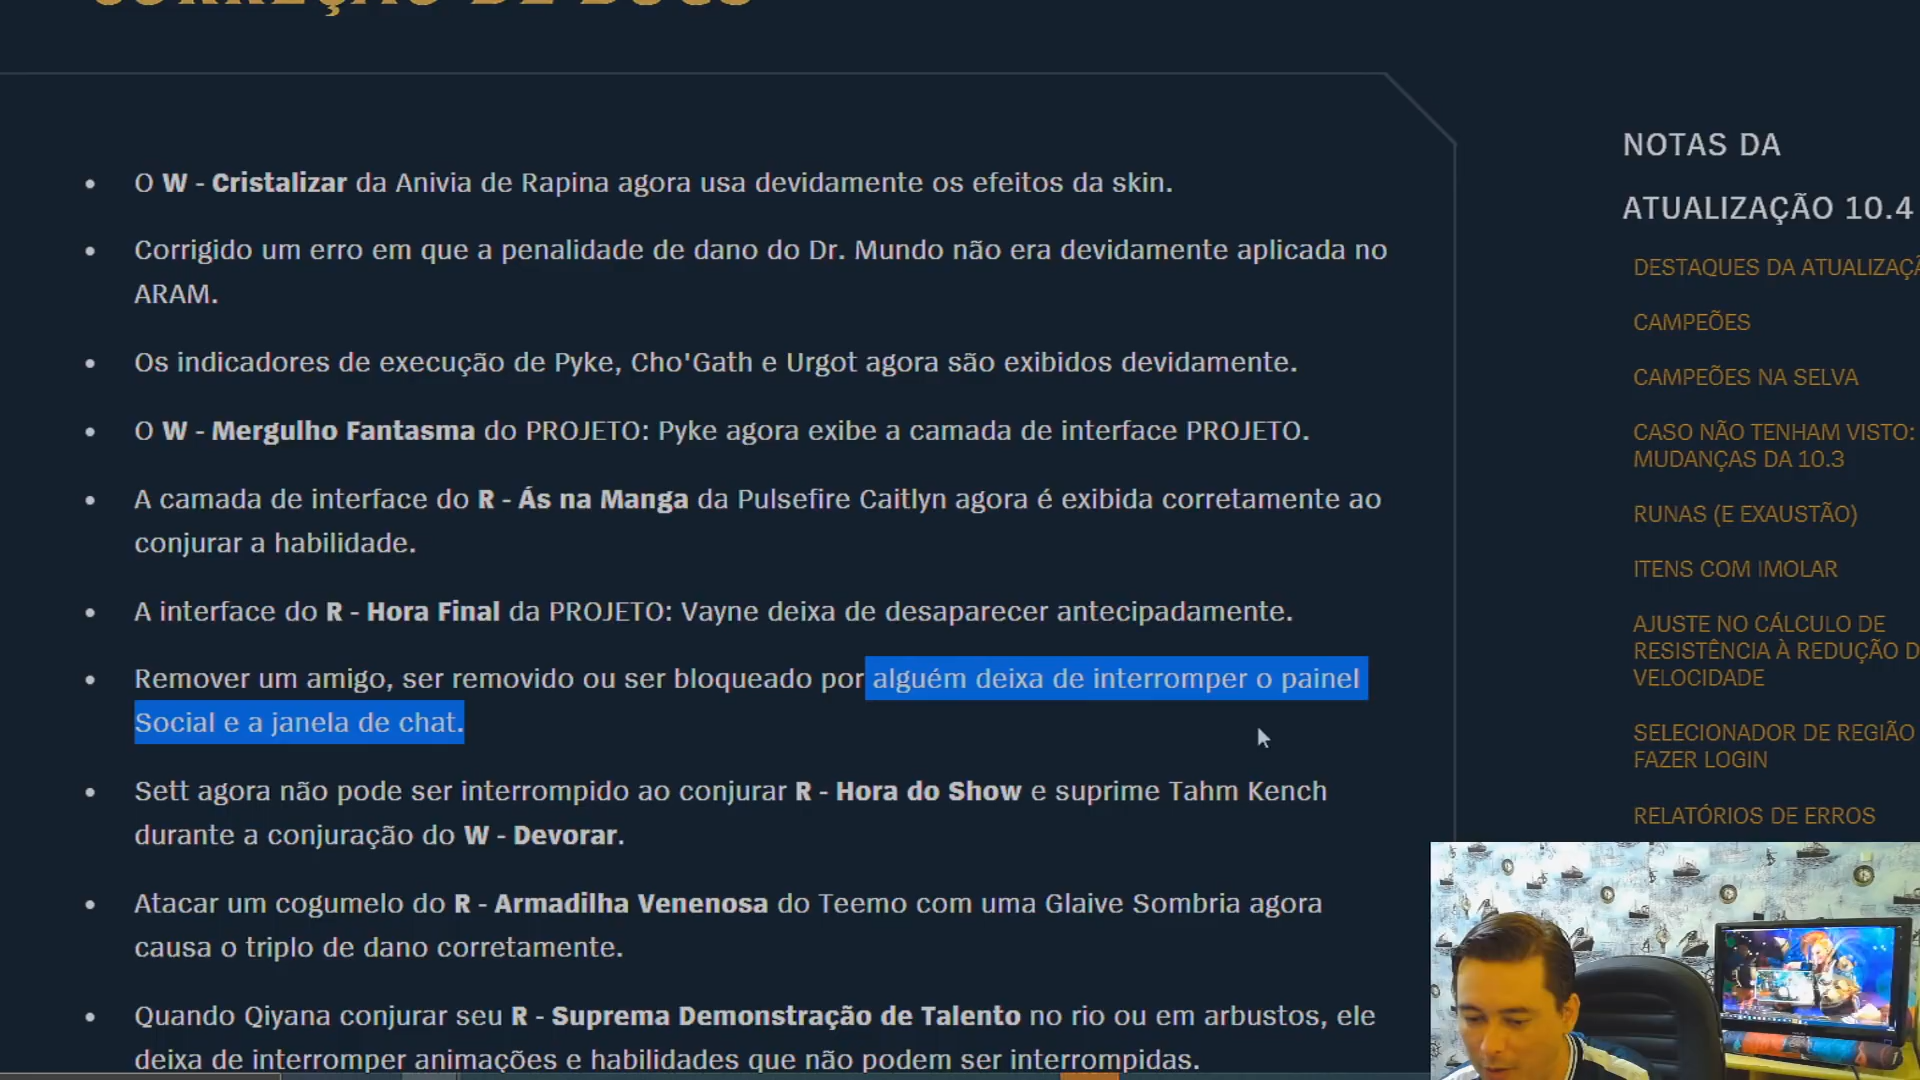 CORREÇÃO DE BUGS
O W - Cristalizar da Anivia de Rapina agora usa devidamente os efeitos da skin.
Corrigido um erro em que a penalidade de dano do Dr. Mundo não era devidamente aplicada no
ARAM.
Os indicadores de execução de Pyke, Cho'Gath e Urgot agora são exibidos devidamente.
O W - Mergulho Fantasma do PROJETO: Pyke agora exibe a camada de interface PROJETO.
A camada de interface do R - Ás na Manga da Pulsefire Caitlyn agora é exibida corretamente ao
conjurar a habilidade.
A interface do R - Hora Final da PROJETO: Vayne deixa de desaparecer antecipadamente.
Remover um amigo, ser removido ou ser bloqueado por alguém deixa de interromper o painel
Social e a janela de chat.
Sett agora não pode ser interrompido ao conjurar R - Hora do Show e suprime Tahm Kench
durante a conjuração do W - Devorar.
Atacar um cogumelo do R - Armadilha Venenosa do Teemo com uma Glaive Sombria agora
causa o triplo de dano corretamente.
Quando Qiyana conjurar seu R - Suprema Demonstração de Talento no rio ou em arbustos, ele
deixa de interromper animações e habilidades que não podem ser interrompidas.
NOTAS DA
ATUALIZAÇÃO 10.4
DESTAQUES DA ATUALIZAÇÃ
CAMPEÕES
CAMPEÕES NA SELVA
CASO NÃO TENHAM VISTO:
MUDANÇAS DA 10.3
RUNAS (E EXAUSTÃO)
ITENS COM IMOLAR
AJUSTE NO CÁLCULO DE
RESISTÊNCIA À REDUÇÃO D
VELOCIDADE
SELECIONADOR DE REGIÃO
FAZER LOGIN
RELATÓRIOS DE ERROS